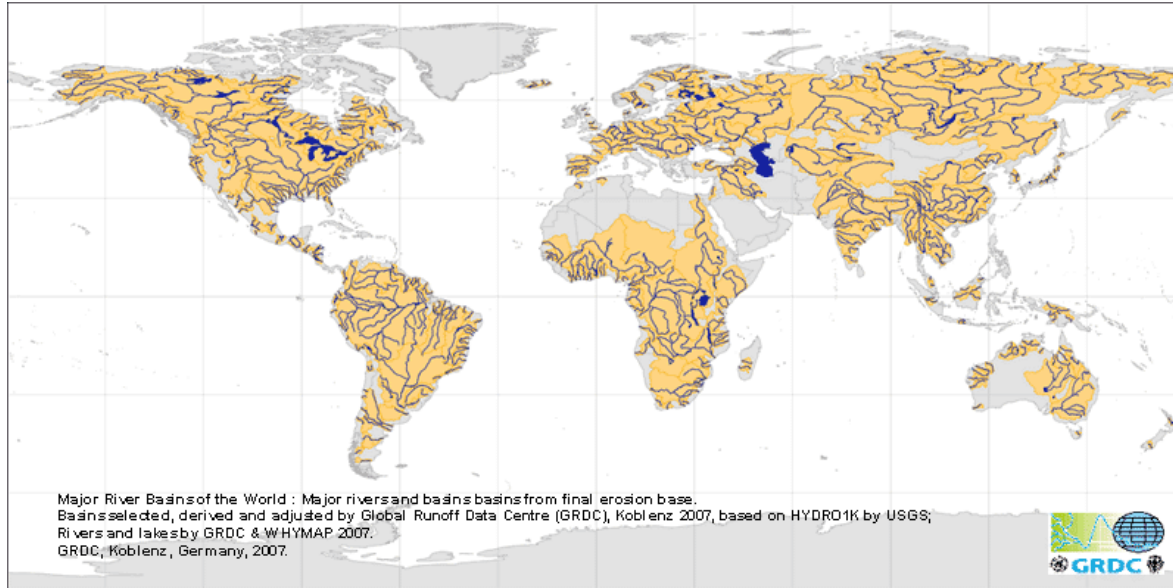 Major River Basins of the World : Major rivers and basins basins from final erosion base.
Basins selected, derived and adjusted by Global Runoff Data Centre (GRDC), Koblenz 2007, based on HYDRO1K by USGS;
Rivers and lakes by GRDC & WHYMAP 2007.
GRDC, Koblenz, Germany, 2007.
GRDC